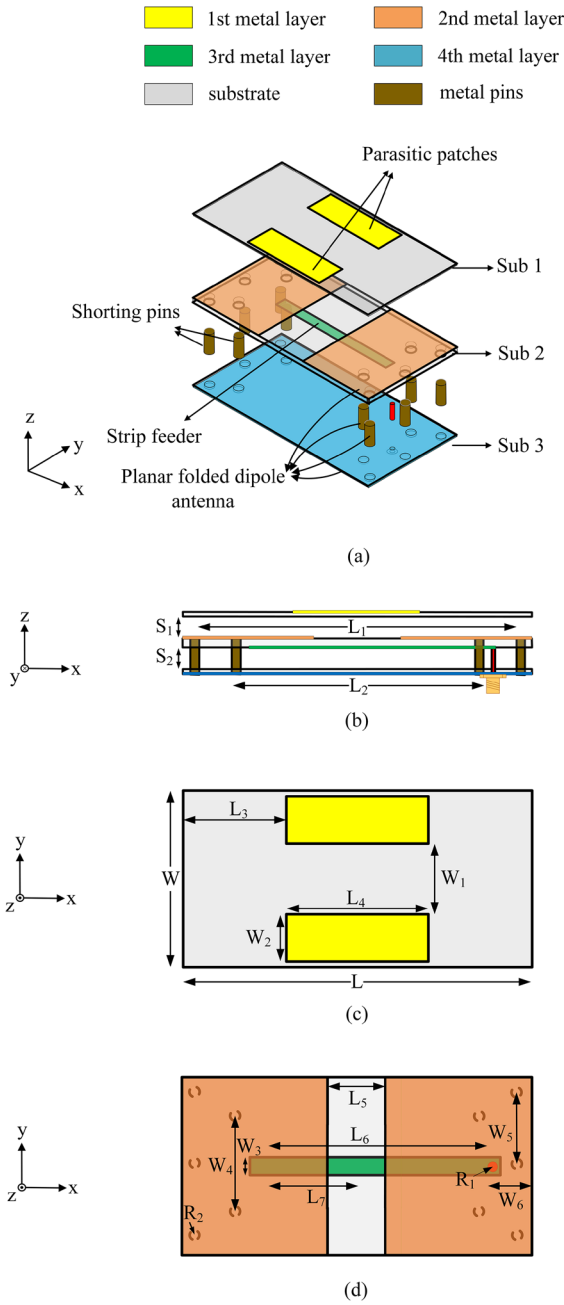 1st metal layer
2nd metal layer
3rd metal layer
4th metal layer
substrate
metal pins
Parasitic patches
Sub 1
Shorting pins
Sub 2
Strip feeder
Sub 3
Planar folded dipole
antenna
z
y
x
(a)
z
y
x
S1
L1
S2
L2
(b)
y
z
x
L3
W
W1
L4
W2
L
(c)
y
z
x
L5
W3
L6
W5
W4
L7
R1
W6
R2
(d)